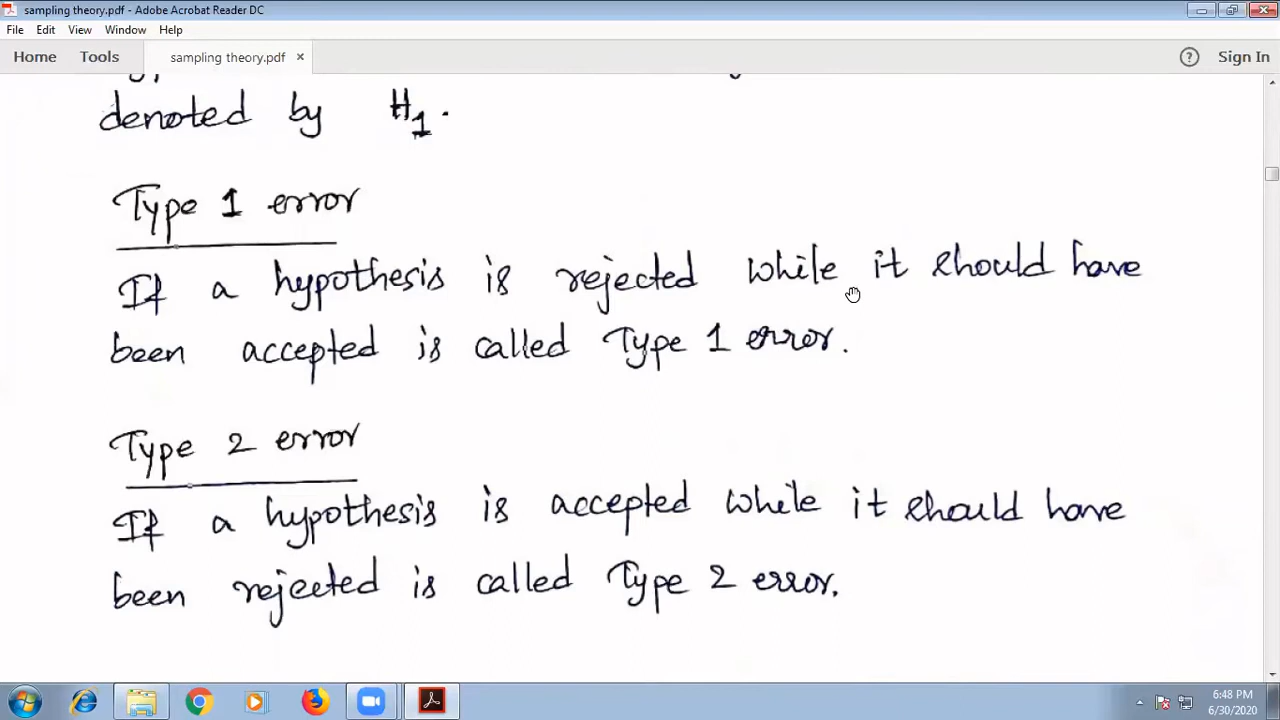 sampling theory.pdf - Adobe Acrobat Reader DC
File Edit View Window Help
Home Tools sampling theory.pdf × ? Sign In
denoted by H₁.
Type 1 error
If a hypothesis is rejected while it should have
been accepted is called Type 1 error.
Type 2 error
If a hypothesis is accepted while it should have
been rejected is called Type 2 error.
6:48 PM
6/30/2020